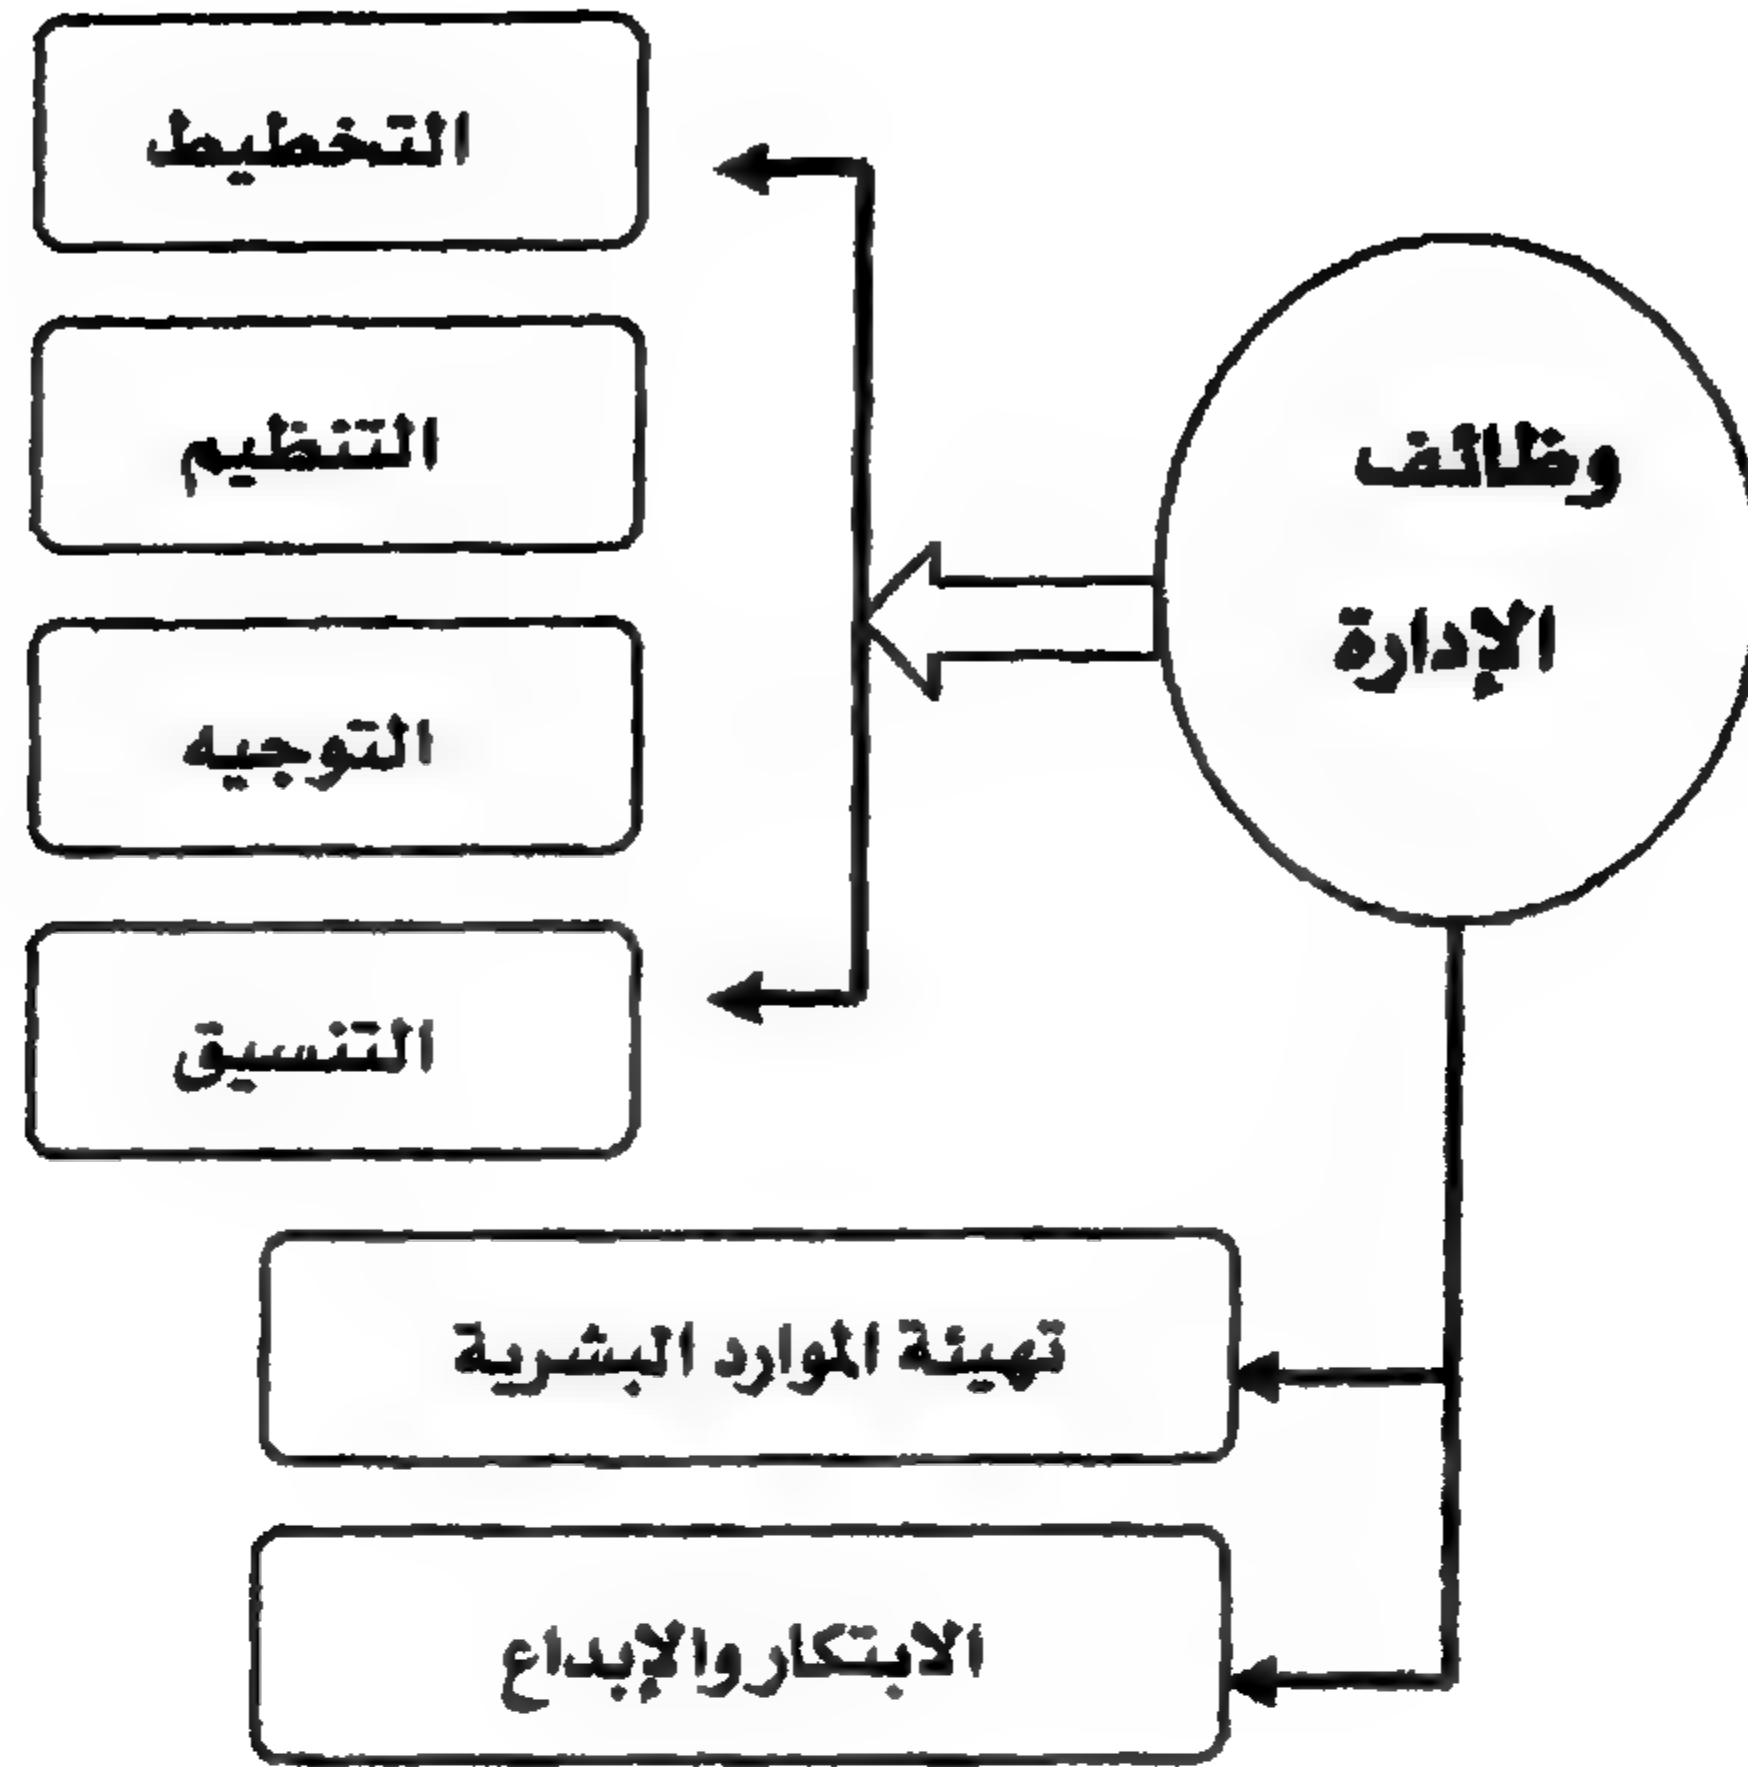 وظائف
الإدارة
التخطيط
التنظيم
التوجيه
التنسيق
تهيئة الموارد البشرية
الابتكار والإبداع